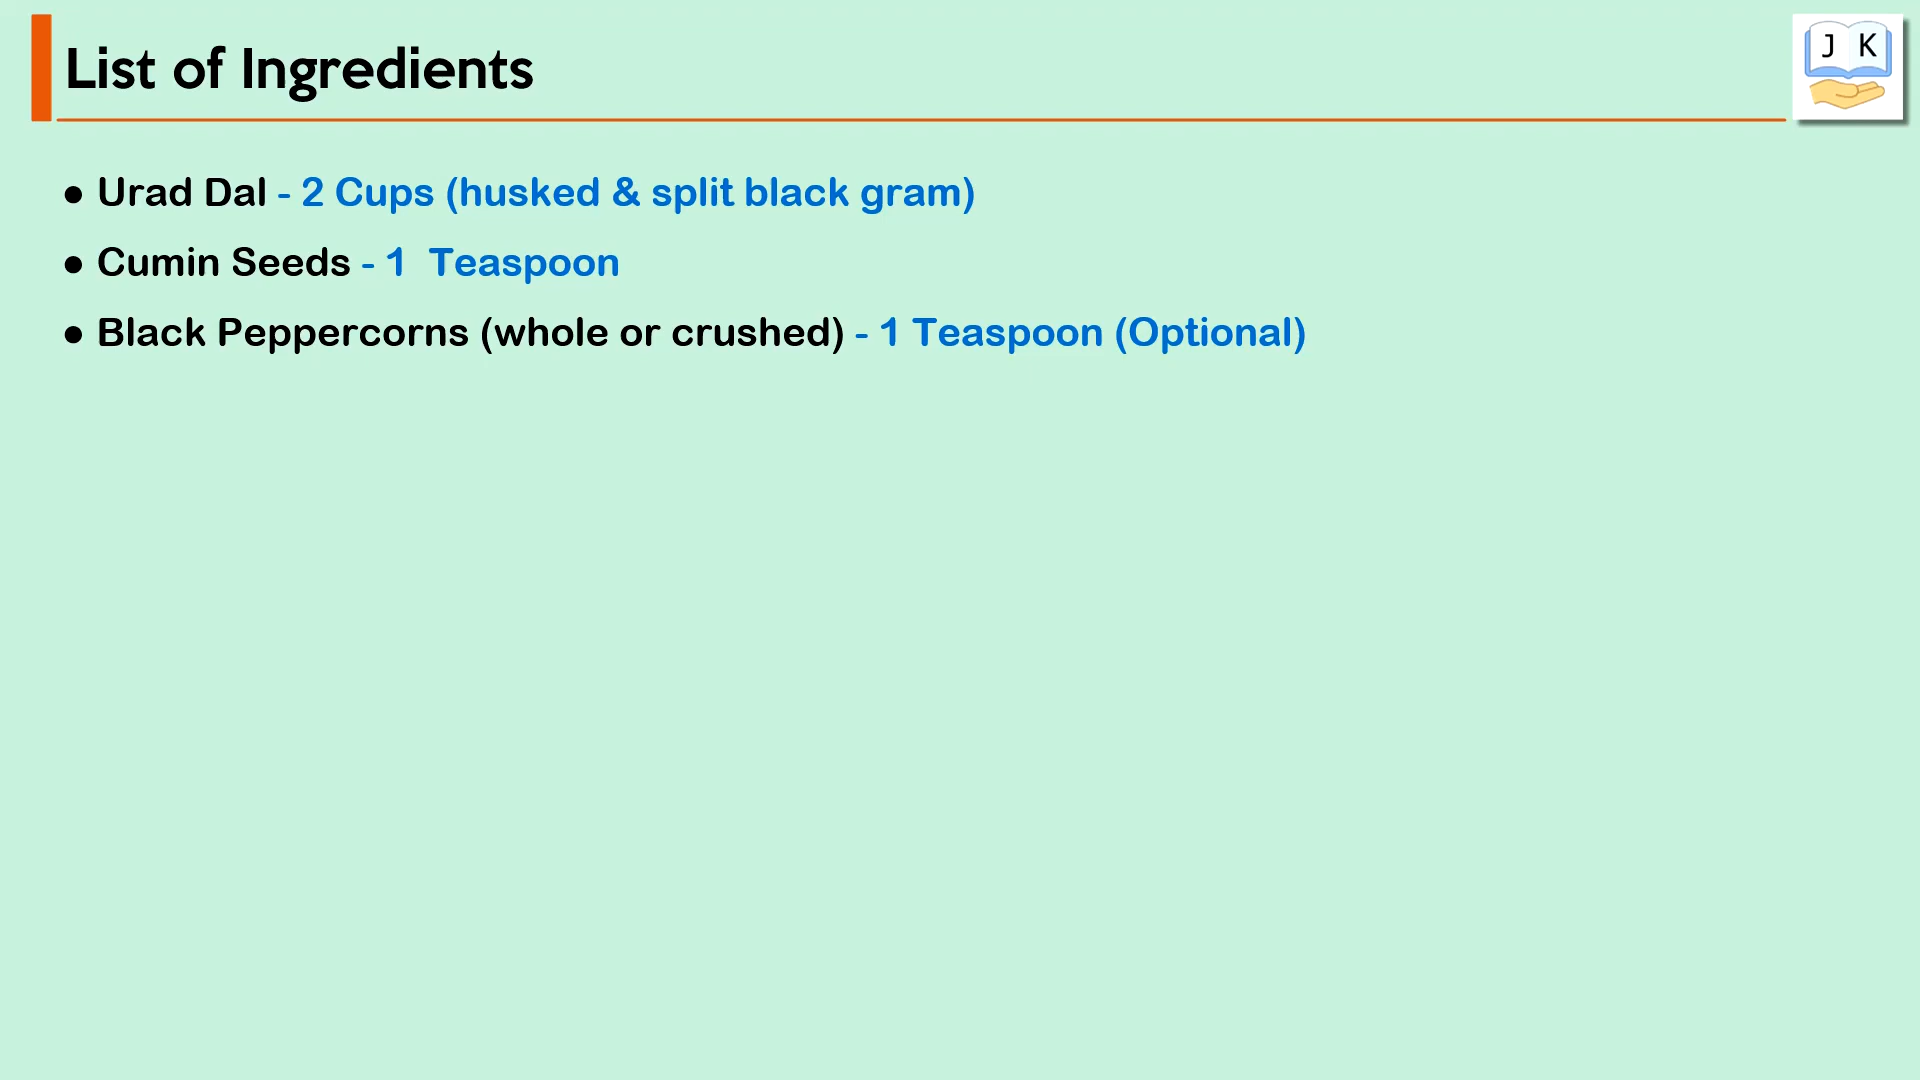 List of Ingredients
J K
● Urad Dal - 2 Cups (husked & split black gram)
● Cumin Seeds - 1 Teaspoon
● Black Peppercorns (whole or crushed) - 1 Teaspoon (Optional)